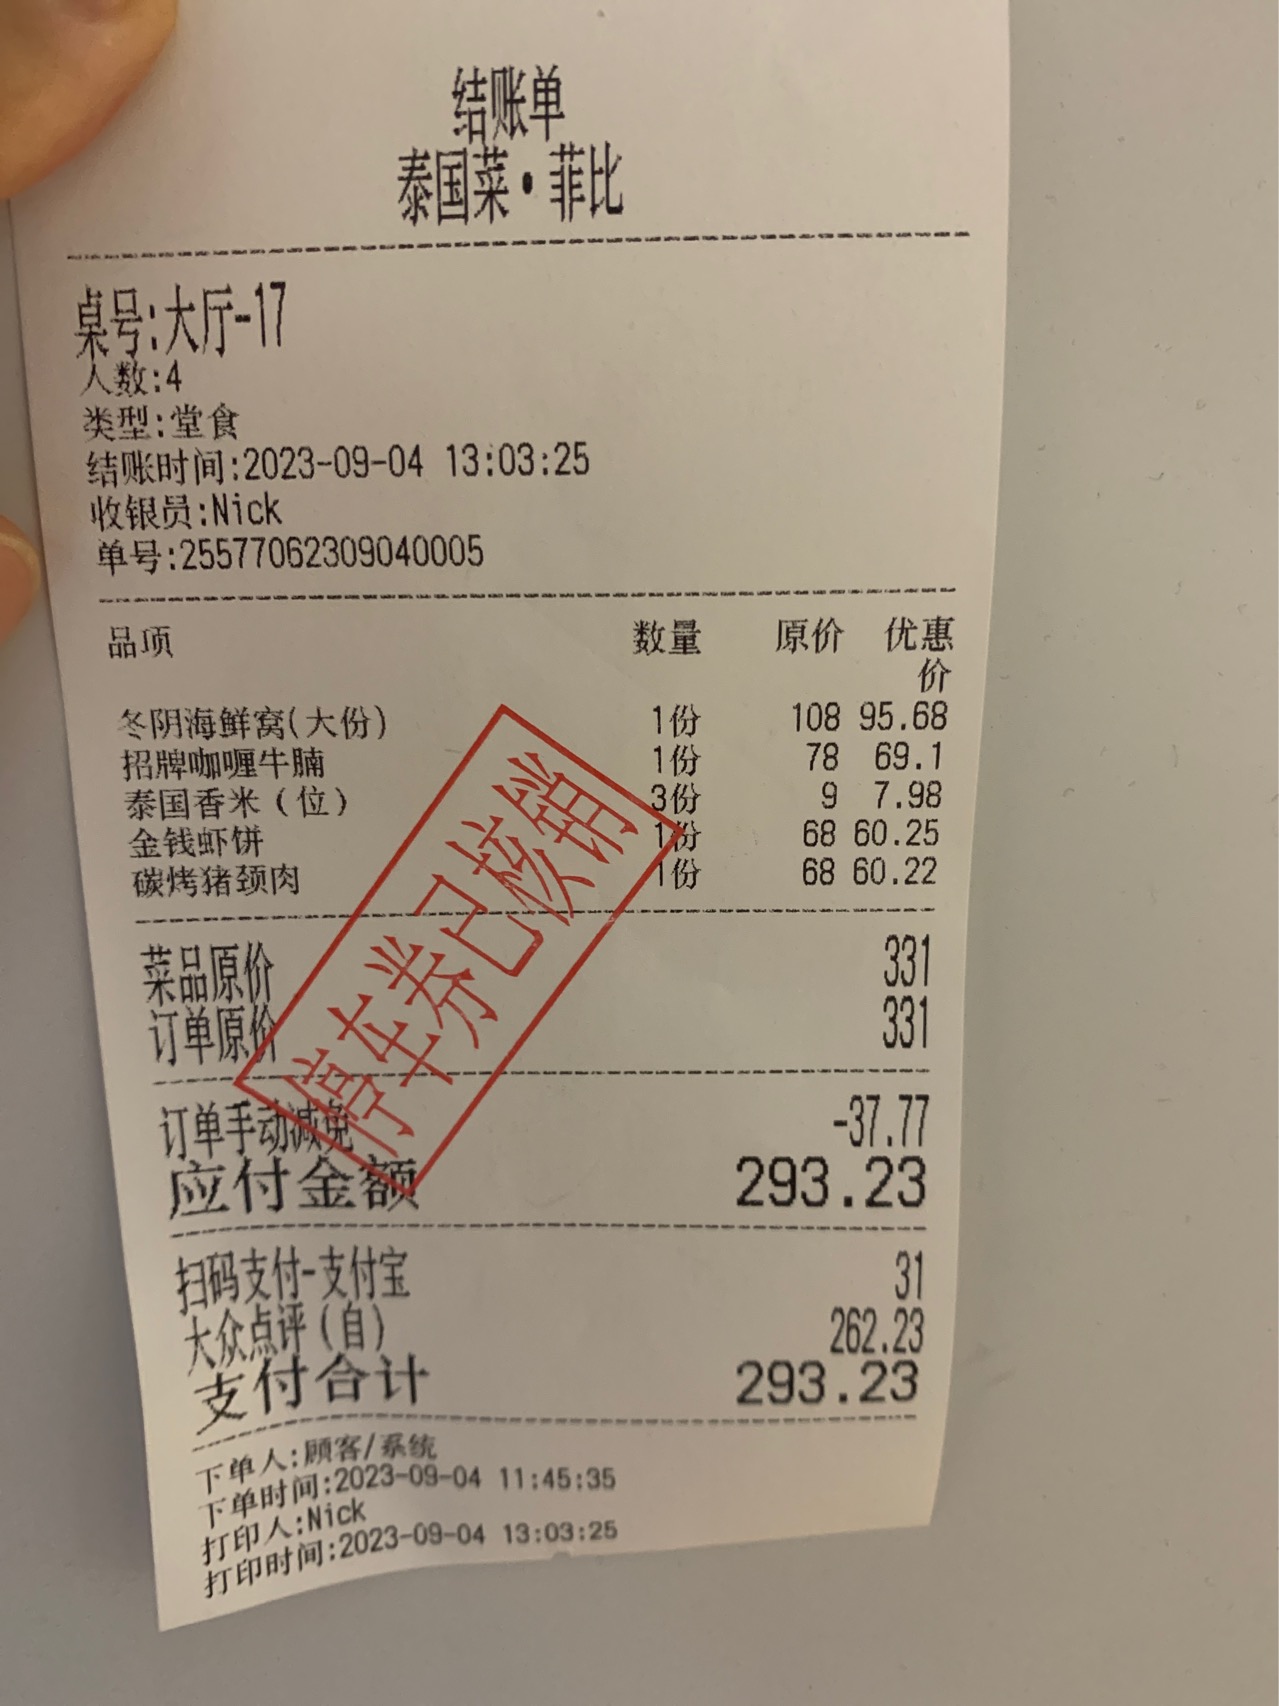 结账单
泰国菜·菲比
桌号:大厅-17
人数:4
类型:堂食
结账时间:2023-09-04 13:03:25
收银员:Nick
单号:25577062309040005
品项 数量 原价 优惠
价
冬阴海鲜窝(大份) 1份 108 95.68
招牌咖喱牛腩 1份 78 69.1
泰国香米（位） 3份 9 7.98
金钱虾饼 1份 68 60.25
碳烤猪颈肉 1份 68 60.22
停车券已核销
菜品原价 331
订单原价 331
订单手动减免 -37.77
应付金额 293.23
扫码支付-支付宝 31
大众点评(自) 262.23
支付合计 293.23
下单人:顾客/系统
下单时间:2023-09-04 11:45:35
打印人:Nick
打印时间:2023-09-04 13:03:25